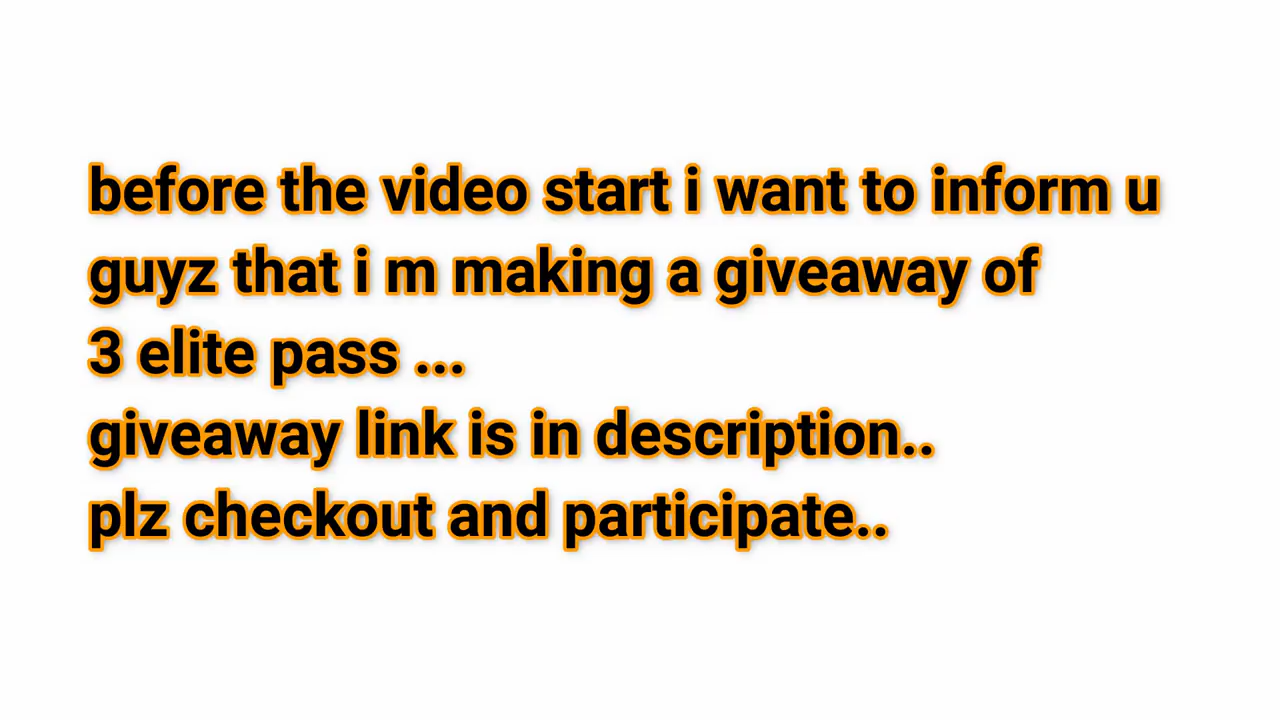 before the video start i want to inform u
guyz that i m making a giveaway of
3 elite pass ...
giveaway link is in description..
plz checkout and participate..